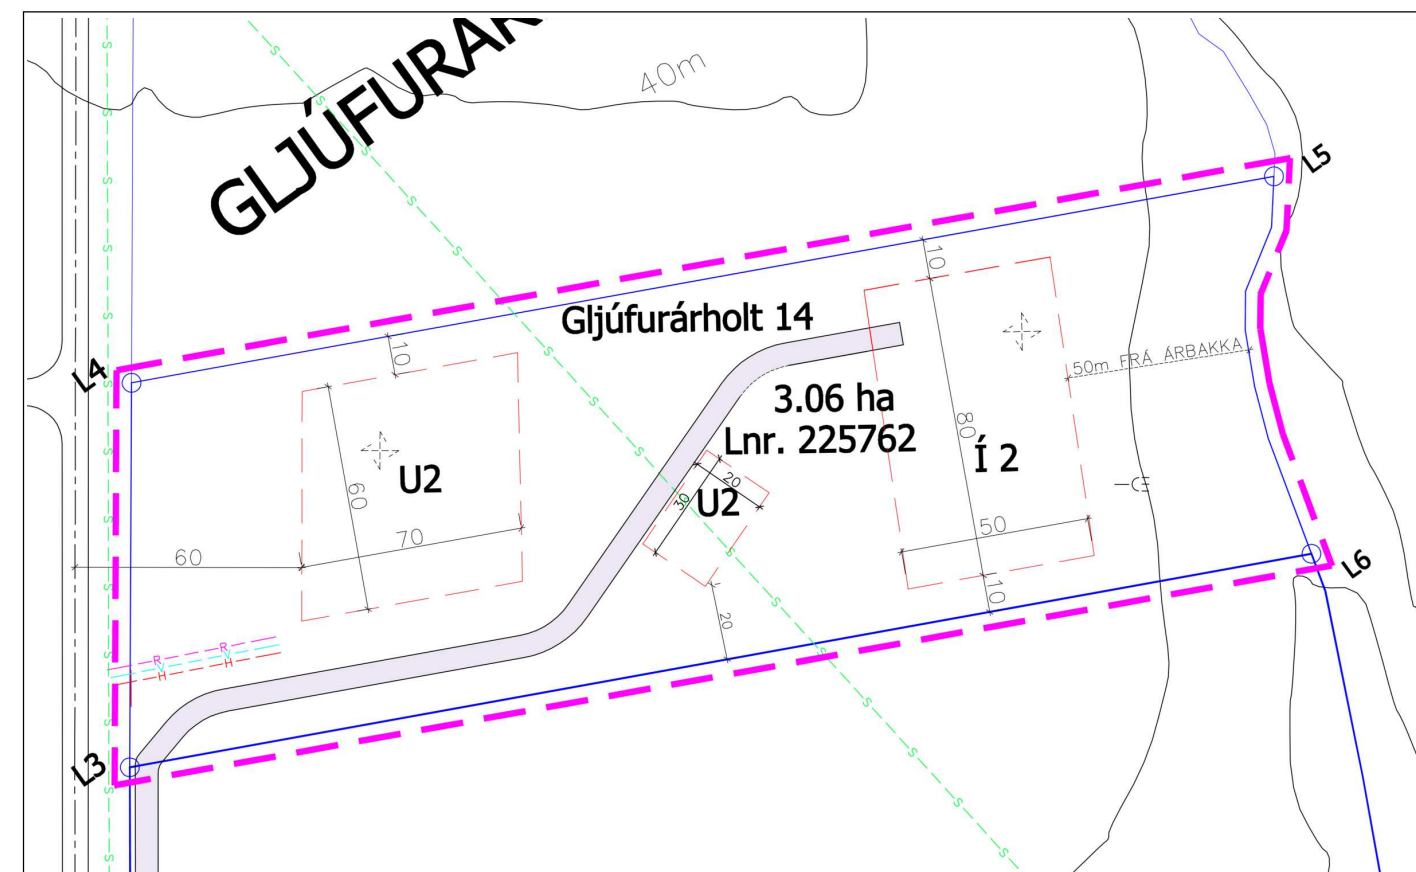 40m
GLJÚFURÁR
L5
L4
10
10
Gljúfurárholt 14
50m FRÁ ÁRBAKKA
3.06 ha
Lnr. 225762
80
Í 2
U2
60
20
30
U2
50
70
60
10
20
L6
R R
V V
H H
L3
S S S S S S S
S S S S S S S S S S S S S S